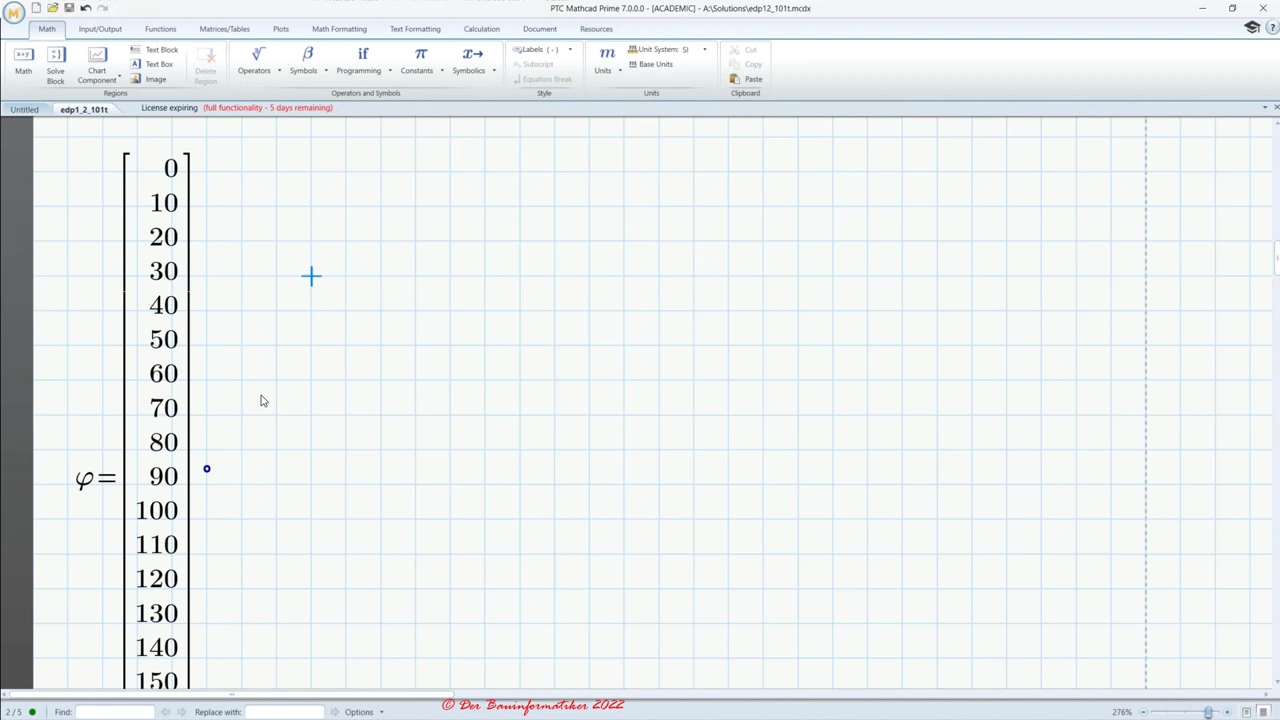 PTC Mathcad Prime 7.0.0.0 - [ACADEMIC] - A:\Solutions\edp12_101t.mcdx
Math Input/Output Functions Matrices/Tables Plots Math Formatting Text Formatting Calculation Document Resources
Math
Solve Block
Chart Component
Text Block
Text Box
Image
Delete Region
Operators
Symbols
Programming
Constants
Symbolics
Labels ( - )
Subscript
Equation Break
Units
Unit System: SI
Base Units
Cut
Copy
Paste
Regions Operators and Symbols Style Units Clipboard
Untitled edp1_2_101t License expiring (full functionality - 5 days remaining)
0
10
20
30
40
50
60
70
80
φ= 90 °
100
110
120
130
140
150
© Der Bauinformatiker 2022
2 / 5 Find: Replace with: Options 276%